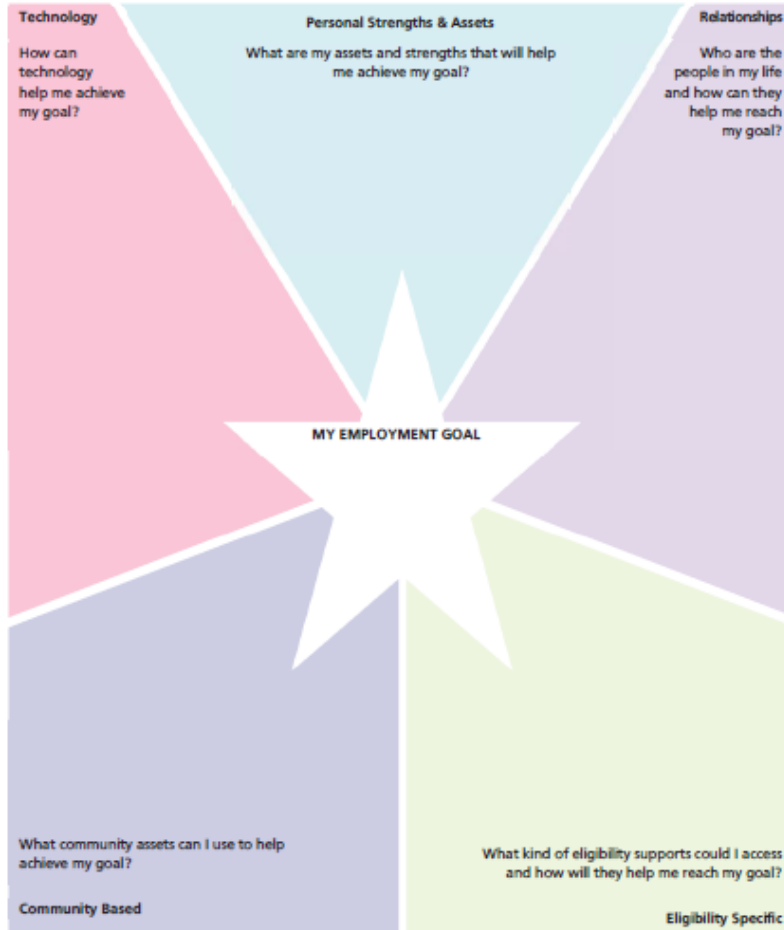 Technology
How can
technology
help me achieve
my goal?
Personal Strengths & Assets
What are my assets and strengths that will help
me achieve my goal?
Relationships
Who are the
people in my life
and how can they
help me reach
my goal?
MY EMPLOYMENT GOAL
What community assets can I use to help
achieve my goal?
Community Based
What kind of eligibility supports could I access
and how will they help me reach my goal?
Eligibility Specific